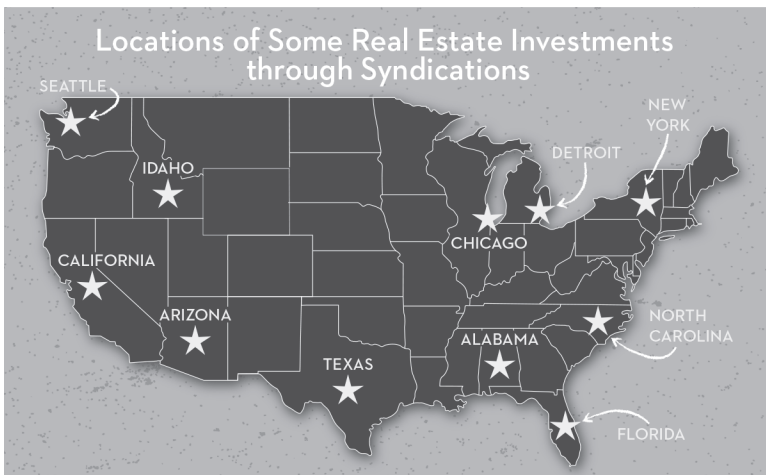 Locations of Some Real Estate Investments
through Syndications
SEATTLE
NEW
YORK
DETROIT
IDAHO
CHICAGO
CALIFORNIA
ARIZONA
NORTH
CAROLINA
ALABAMA
TEXAS
FLORIDA